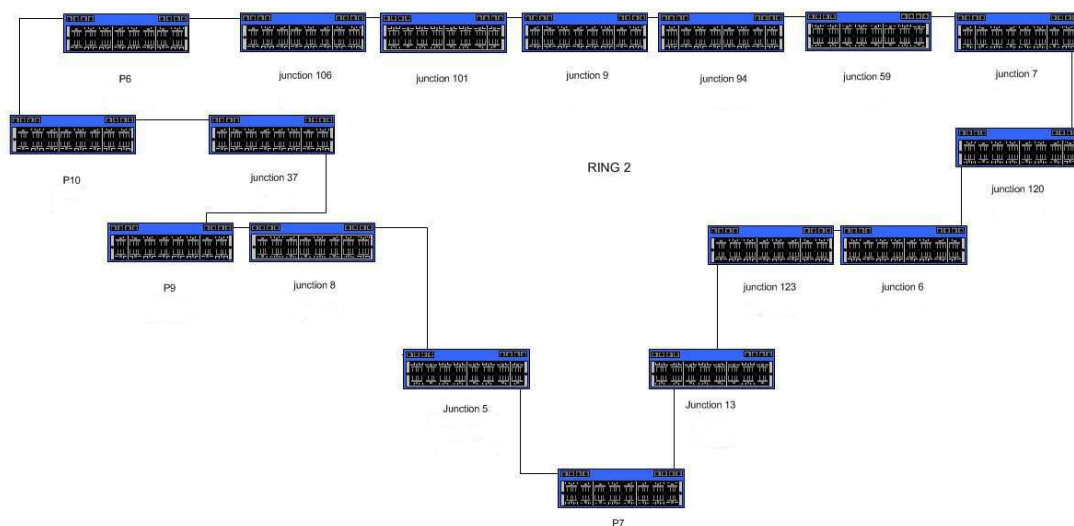 P6
junction 106
junction 101
junction 9
junction 94
junction 59
junction 7
P10
junction 37
RING 2
junction 120
P9
junction 8
junction 123
junction 6
Junction 5
Junction 13
P7